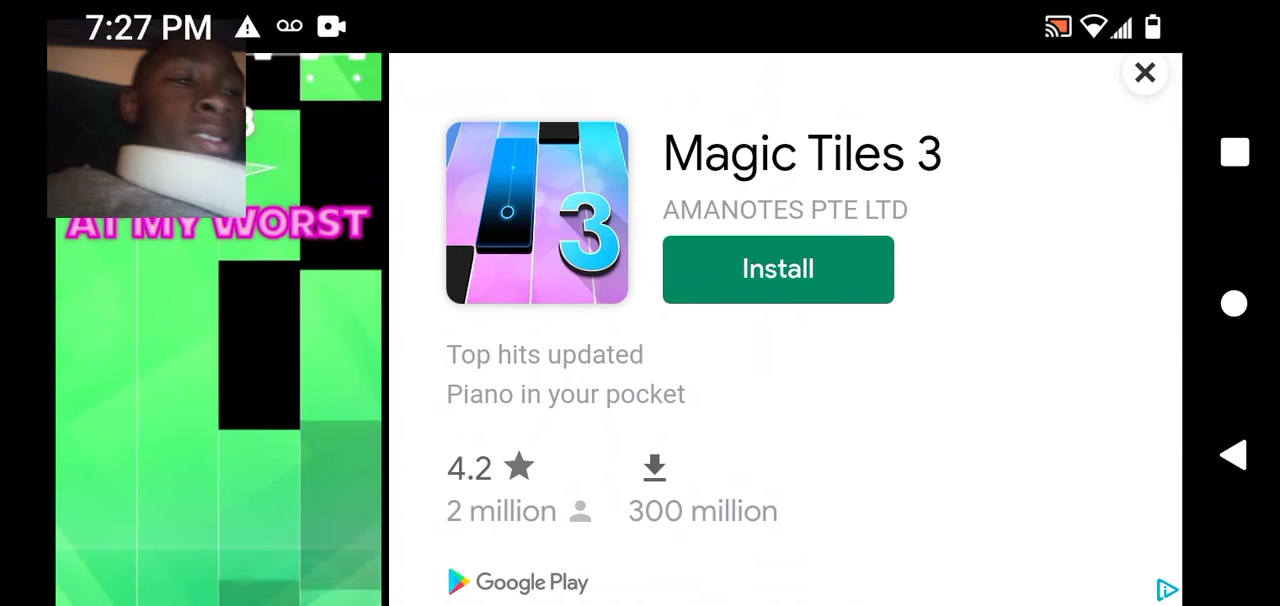 7:27 PM
AT MY WORST
Magic Tiles 3
AMANOTES PTE LTD
3
Install
Top hits updated
Piano in your pocket
4.2
2 million
300 million
Google Play